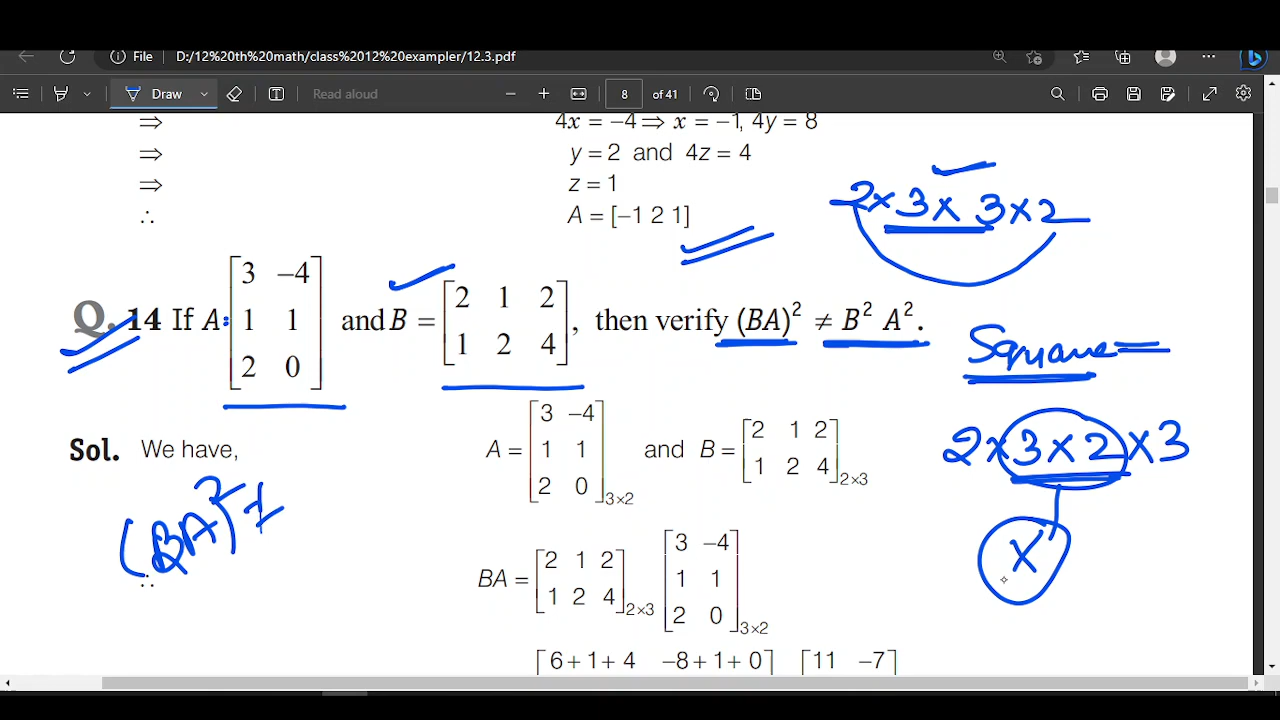 File D:/12%20th%20math/class%2012%20exampler/12.3.pdf
Draw Read aloud 8 of 41
⇒ 4x = −4 ⇒ x = −1, 4y = 8
⇒ y = 2 and 4z = 4
⇒ z = 1
∴ A = [−1 2 1]
2×3×3×2
Q. 14 If A: [3 −4; 1 1; 2 0] and B = [2 1 2; 1 2 4], then verify (BA)² ≠ B² A².
Square=
2×3×2×3
X
Sol. We have, A = [3 −4; 1 1; 2 0]3×2 and B = [2 1 2; 1 2 4]2×3
(BA)²
∴ BA = [2 1 2; 1 2 4]2×3 [3 −4; 1 1; 2 0]3×2
[6+1+4 −8+1+0] [11 −7]